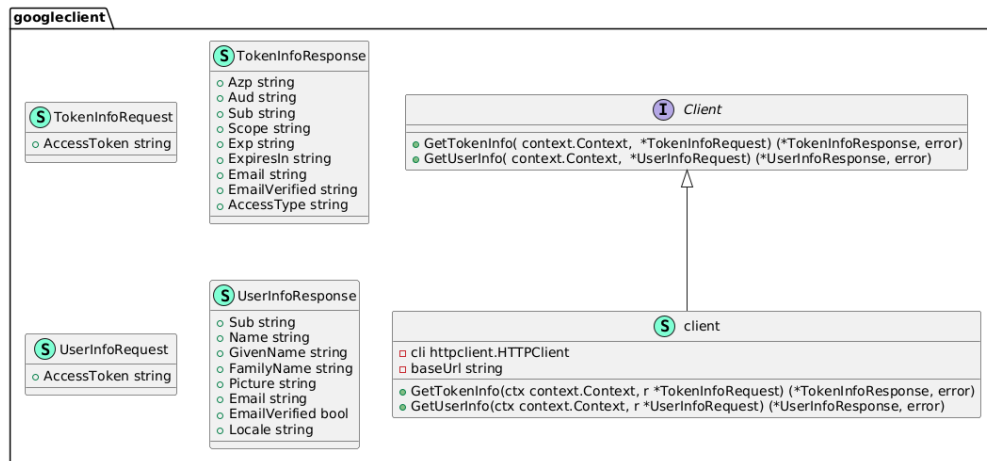 googleclient
S TokenInfoRequest
AccessToken string
S TokenInfoResponse
Azp string
Aud string
Sub string
Scope string
Exp string
ExpiresIn string
Email string
EmailVerified string
AccessType string
I Client
GetTokenInfo( context.Context,  *TokenInfoRequest) (*TokenInfoResponse, error)
GetUserInfo( context.Context,  *UserInfoRequest) (*UserInfoResponse, error)
S UserInfoRequest
AccessToken string
S UserInfoResponse
Sub string
Name string
GivenName string
FamilyName string
Picture string
Email string
EmailVerified bool
Locale string
S client
cli httpclient.HTTPClient
baseUrl string
GetTokenInfo(ctx context.Context, r *TokenInfoRequest) (*TokenInfoResponse, error)
GetUserInfo(ctx context.Context, r *UserInfoRequest) (*UserInfoResponse, error)